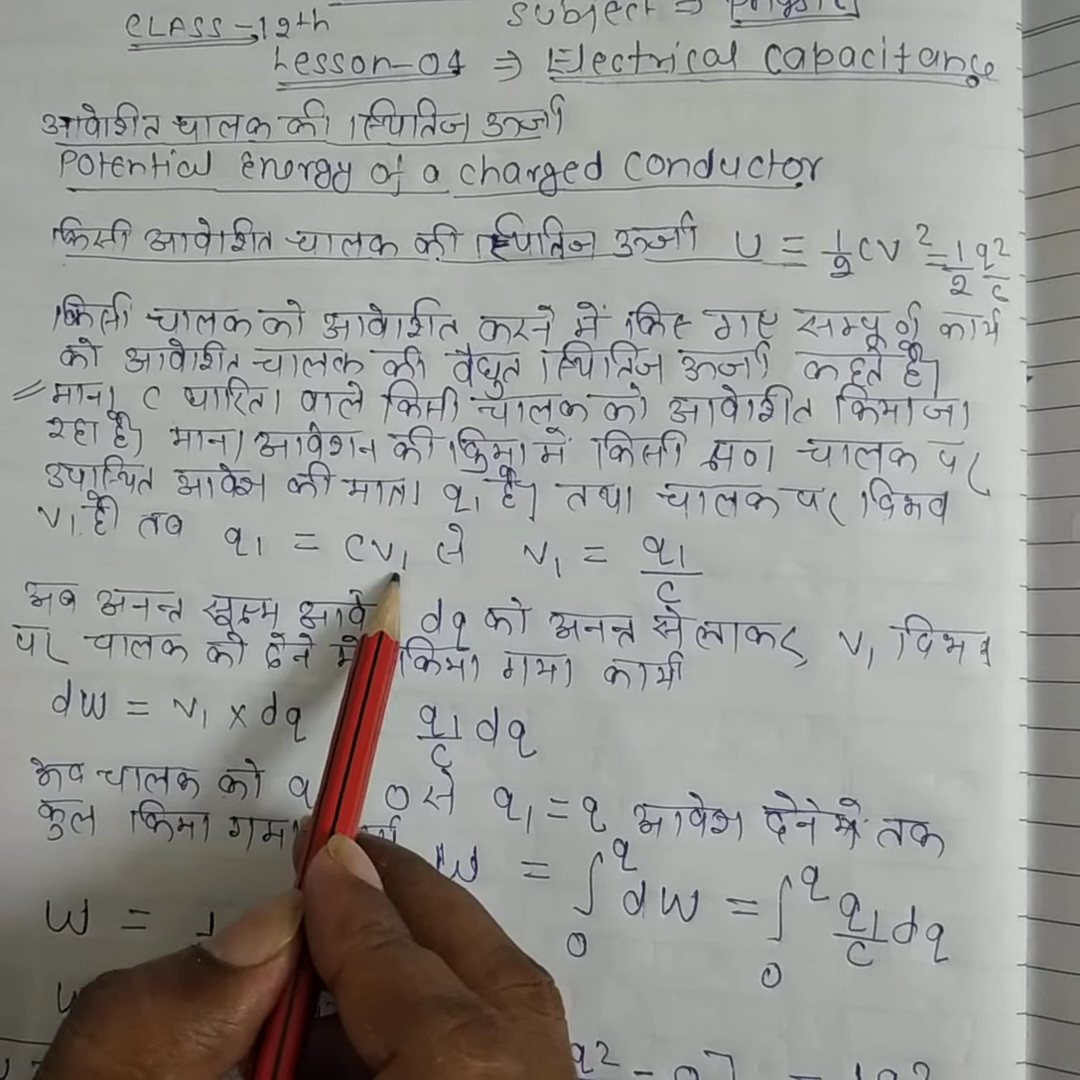 CLASS - 12th Subject ⇒ Physics
Lesson-04 ⇒ Electrical Capacitance
आवेशित चालक की स्थितिज ऊर्जा
Potential Energy of a charged conductor
किसी आवेशित चालक की स्थितिज ऊर्जा U = 1/2 CV² = 1/2 q²/C
किसी चालक को आवेशित करने में किए गए सम्पूर्ण कार्य
को आवेशित चालक की वैद्युत स्थितिज ऊर्जा कहते हैं।
माना C धारिता वाले किसी चालक को आवेशित किया जा
रहा है। माना आवेशन की क्रिया में किसी क्षण चालक पर
उपस्थित आवेश की मात्रा q₁ है। तथा चालक पर विभव
V₁ है। तब q₁ = CV₁ से V₁ = q₁/C
अब अनन्त सूक्ष्म आवे dq को अनन्त से लाकर V₁ विभव
पर चालक को देने में किया गया कार्य
dw = V₁ × dq q₁/C dq
अब चालक को q 0 से q₁ = q आवेश देने में तक
कुल किया गया W = ∫₀^q dw = ∫₀^q q₁/C dq
W =